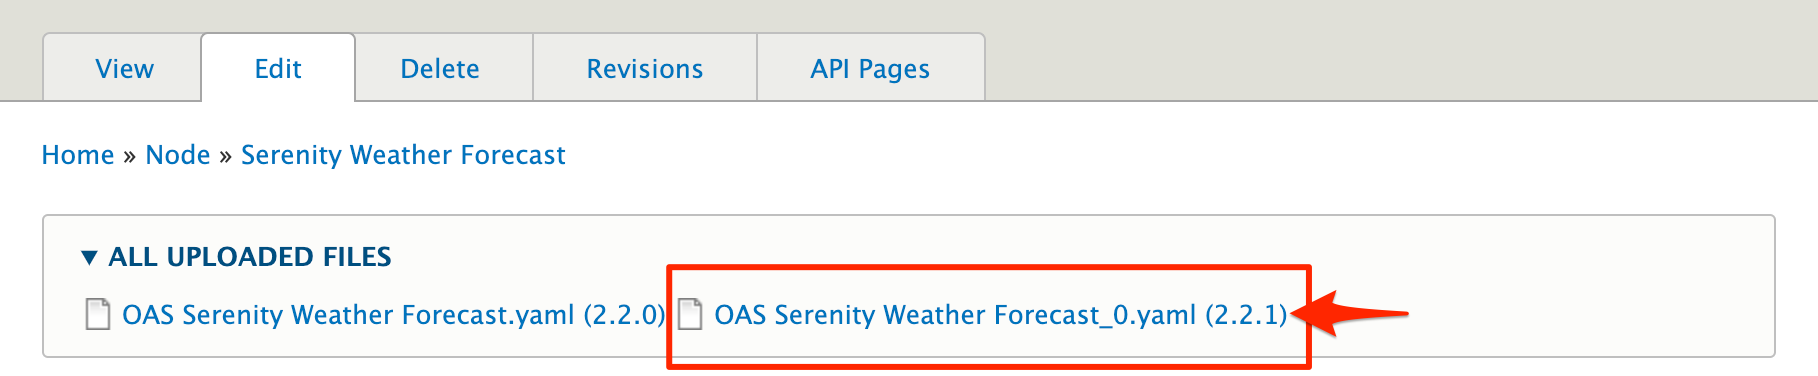 View Edit Delete Revisions API Pages
Home » Node » Serenity Weather Forecast
▼ ALL UPLOADED FILES
OAS Serenity Weather Forecast.yaml (2.2.0) OAS Serenity Weather Forecast_0.yaml (2.2.1)